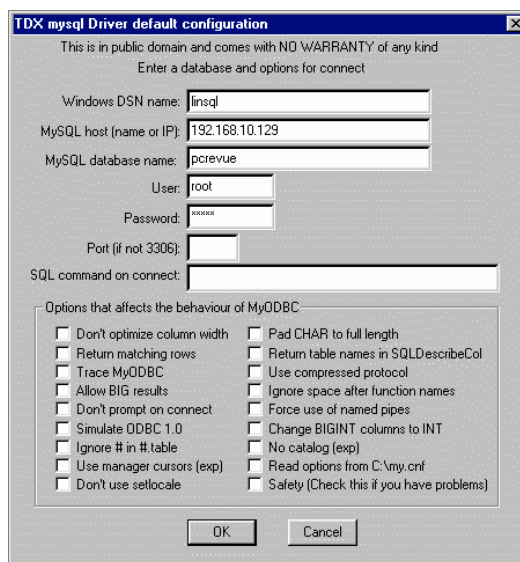 TDX mysql Driver default configuration
This is in public domain and comes with NO WARRANTY of any kind
Enter a database and options for connect
Windows DSN name: linsql
MySQL host (name or IP): 192.168.10.129
MySQL database name: pcrevue
User: root
Password: *****
Port (if not 3306):
SQL command on connect:
Options that affects the behaviour of MyODBC
Don't optimize column width
Return matching rows
Trace MyODBC
Allow BIG results
Don't prompt on connect
Simulate ODBC 1.0
Ignore # in #.table
Use manager cursors (exp)
Don't use setlocale
Pad CHAR to full length
Return table names in SQLDescribeCol
Use compressed protocol
Ignore space after function names
Force use of named pipes
Change BIGINT columns to INT
No catalog (exp)
Read options from C:\my.cnf
Safety (Check this if you have problems)
OK
Cancel